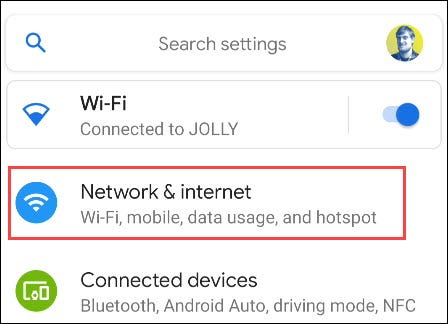 Search settings
Wi-Fi
Connected to JOLLY
Network & internet
Wi-Fi, mobile, data usage, and hotspot
Connected devices
Bluetooth, Android Auto, driving mode, NFC